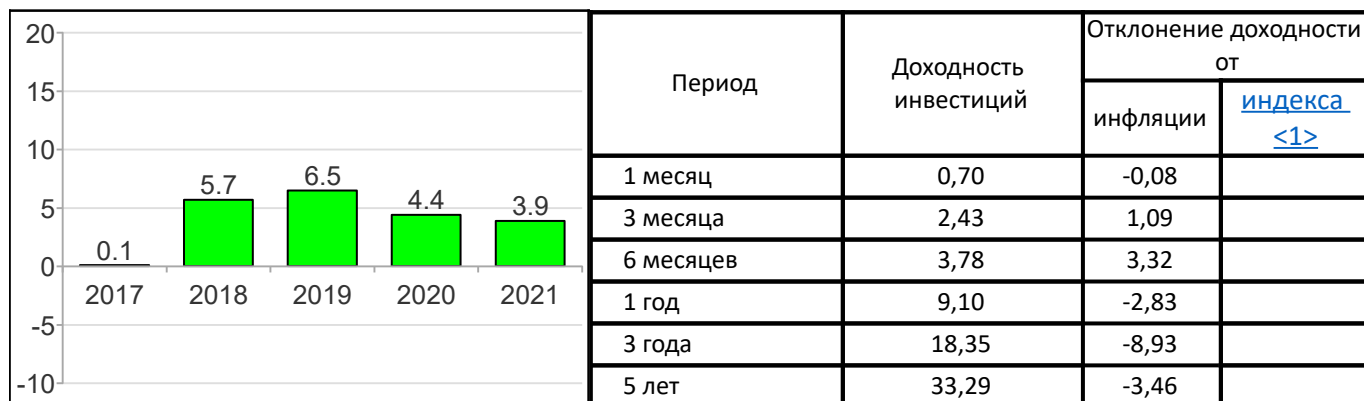 20
15
10
5
0
-5
-10
0.1
5.7
6.5
4.4
3.9
2017 2018 2019 2020 2021
Период
Доходность
инвестиций
Отклонение доходности
от
инфляции
индекса
<1>
1 месяц 0,70 -0,08
3 месяца 2,43 1,09
6 месяцев 3,78 3,32
1 год 9,10 -2,83
3 года 18,35 -8,93
5 лет 33,29 -3,46